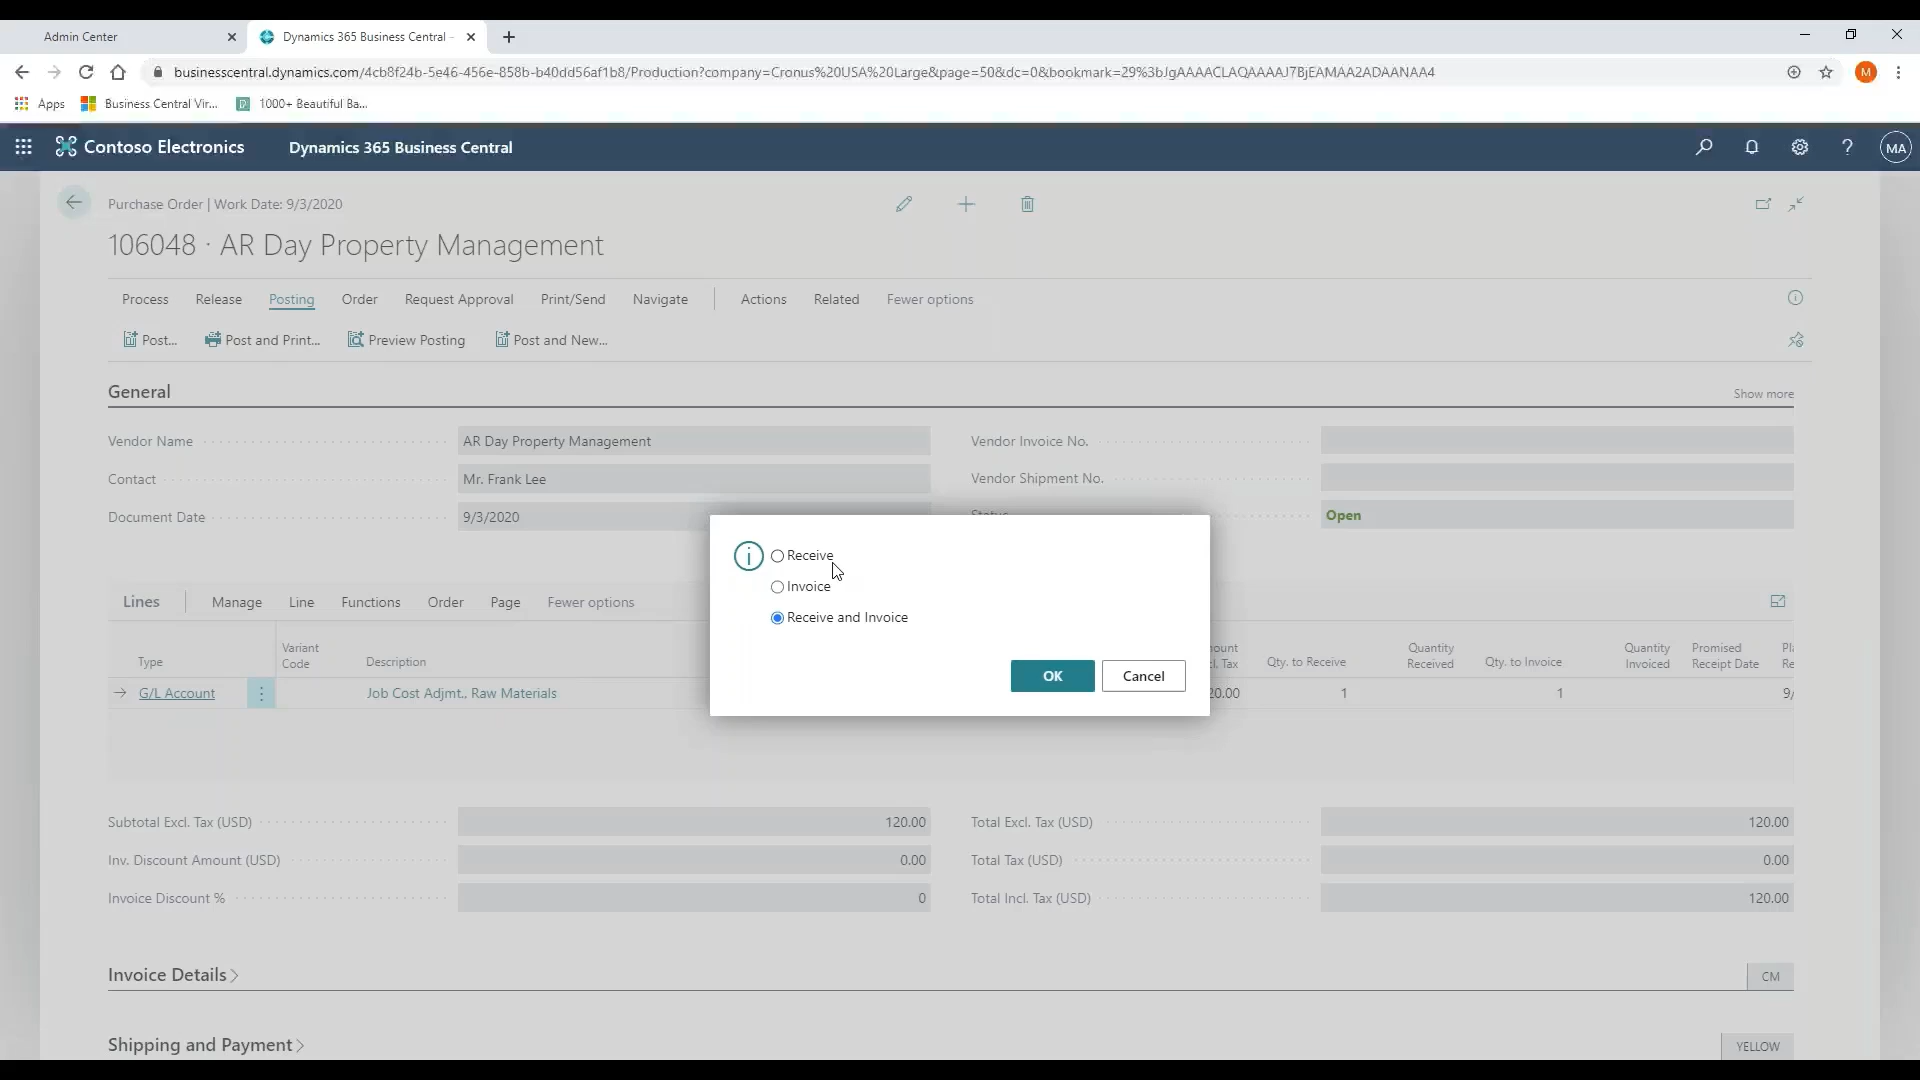 Admin Center
Dynamics 365 Business Central -
businesscentral.dynamics.com/4cb8f24b-5e46-456e-858b-b40dd56af1b8/Production?company=Cronus%20USA%20Large&page=50&dc=0&bookmark=29%3bJgAAAACLAQAAAAJ7BjEAMAA2ADAANAA4
M
Apps
Business Central Vir...
1000+ Beautiful Ba...
Contoso Electronics
Dynamics 365 Business Central
MA
Purchase Order | Work Date: 9/3/2020
106048 · AR Day Property Management
Process Release Posting Order Request Approval Print/Send Navigate Actions Related Fewer options
Post... Post and Print... Preview Posting Post and New...
General
Show more
Vendor Name
AR Day Property Management
Vendor Invoice No.
Contact
Mr. Frank Lee
Vendor Shipment No.
Document Date
9/3/2020
Status
Open
Receive
Invoice
Receive and Invoice
OK
Cancel
Lines Manage Line Functions Order Page Fewer options
Type
Variant Code
Description
Qty. to Receive
Quantity Received
Qty. to Invoice
Quantity Invoiced
Promised Receipt Date
G/L Account
Job Cost Adjmt., Raw Materials
20.00
1
1
9/
Subtotal Excl. Tax (USD)
120.00
Total Excl. Tax (USD)
120.00
Inv. Discount Amount (USD)
0.00
Total Tax (USD)
0.00
Invoice Discount %
0
Total Incl. Tax (USD)
120.00
Invoice Details
CM
Shipping and Payment
YELLOW